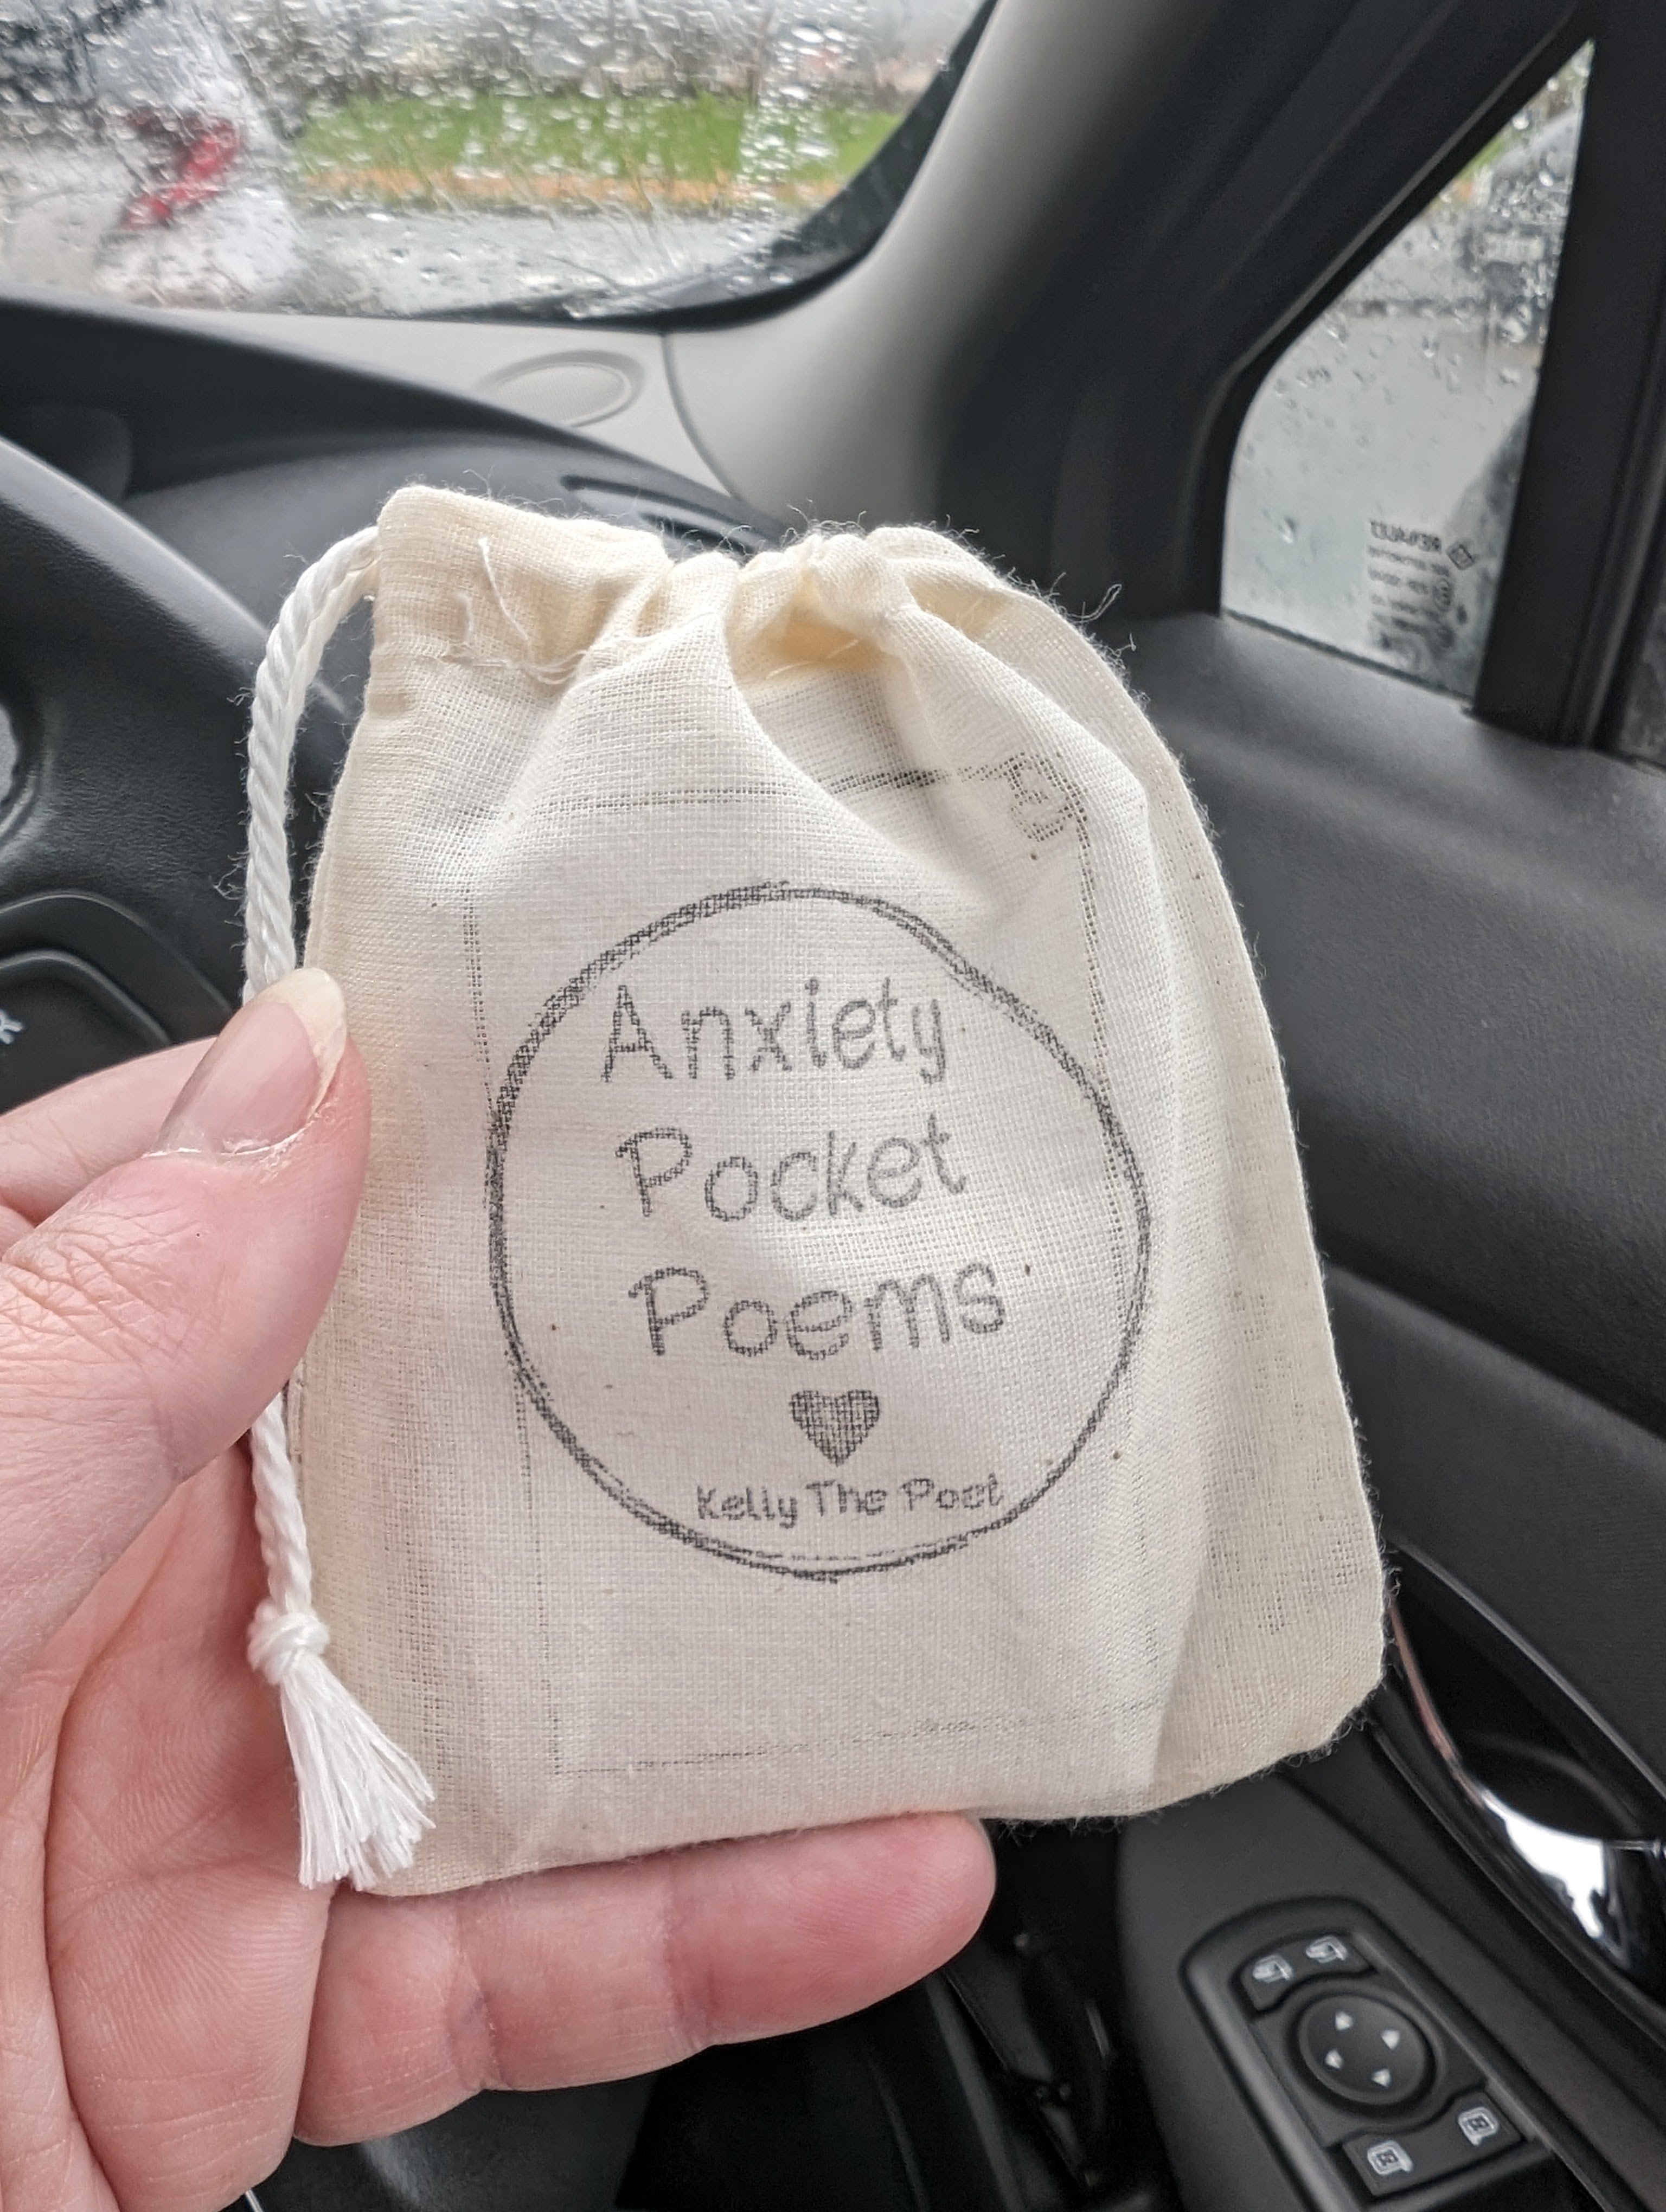 Anxiety
Pocket
Poems
Kelly The Poet
R